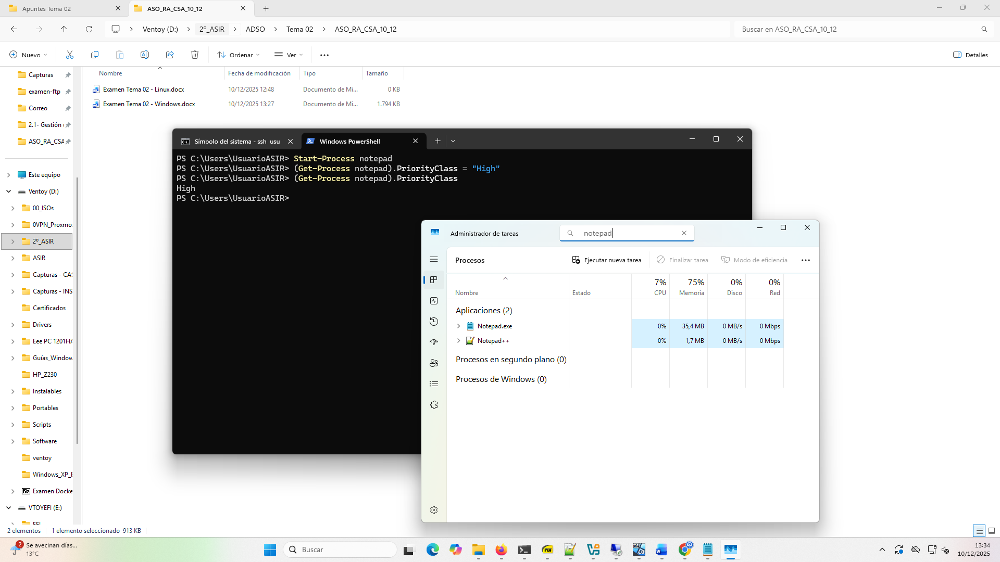 Apuntes Tema 02
ASO_RA_CSA_10_12
Ventoy (D:)
2º_ASIR
ADSO
Tema 02
ASO_RA_CSA_10_12
Buscar en ASO_RA_CSA_10_12
Nuevo
Ordenar
Ver
Detalles
Nombre
Fecha de modificación
Tipo
Tamaño
Examen Tema 02 - Linux.docx
10/12/2025 12:48
Documento de Mi...
0 KB
Examen Tema 02 - Windows.docx
10/12/2025 13:27
Documento de Mi...
1.794 KB
Capturas
examen-ftp
Correo
2.1- Gestión
ASO_RA_CSA
Este equipo
Ventoy (D:)
00_ISOs
0VPN_Proxmo
2º_ASIR
ASIR
Capturas - CAS
Capturas - INS
Certificados
Drivers
Eee PC 1201HA
Guías_Window
HP_Z230
Instalables
Portables
Scripts
Software
ventoy
Windows_XP_E
Examen Docke
VTOYEFI (E:)
EFI
2 elementos
1 elemento seleccionado 913 KB
Símbolo del sistema - ssh usu
Windows PowerShell
PS C:\Users\UsuarioASIR> Start-Process notepad
PS C:\Users\UsuarioASIR> (Get-Process notepad).PriorityClass = "High"
PS C:\Users\UsuarioASIR> (Get-Process notepad).PriorityClass
High
PS C:\Users\UsuarioASIR>
Administrador de tareas
notepad
Procesos
Ejecutar nueva tarea
Finalizar tarea
Modo de eficiencia
7% 75% 0% 0%
Nombre Estado CPU Memoria Disco Red
Aplicaciones (2)
Notepad.exe 0% 35,4 MB 0 MB/s 0 Mbps
Notepad++ 0% 1,7 MB 0 MB/s 0 Mbps
Procesos en segundo plano (0)
Procesos de Windows (0)
2
Se avecinan días...
13°C
Buscar
PDF
13:34
10/12/2025